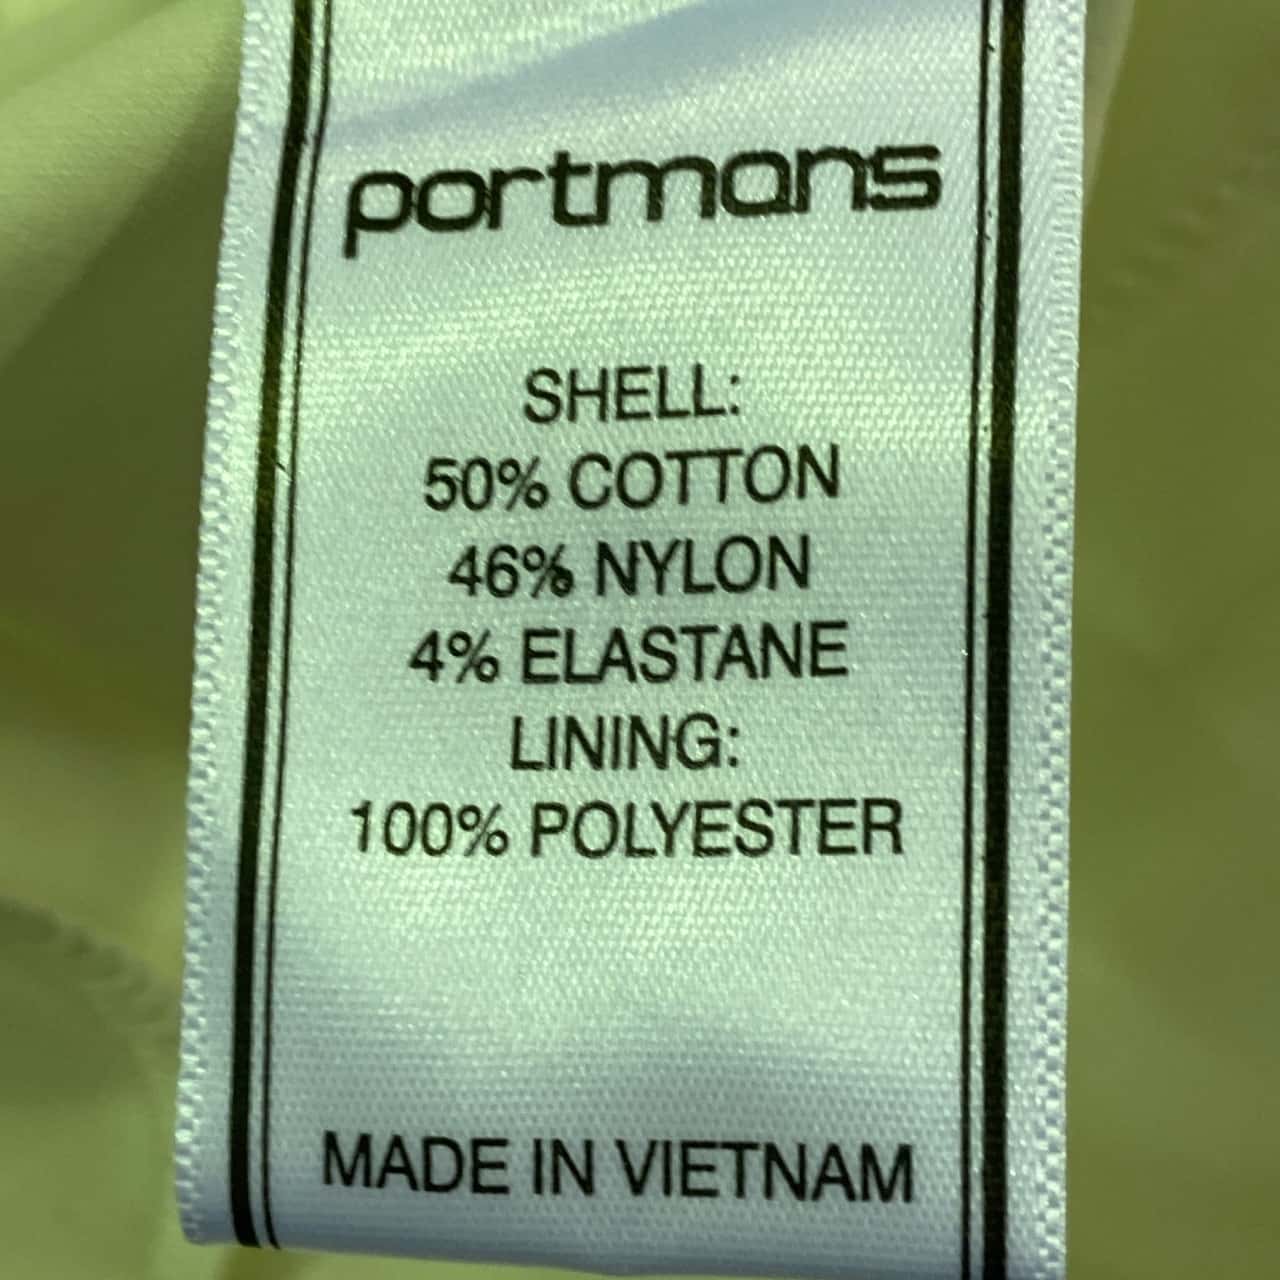 portmans
SHELL:
50% COTTON
46% NYLON
4% ELASTANE
LINING:
100% POLYESTER
MADE IN VIETNAM